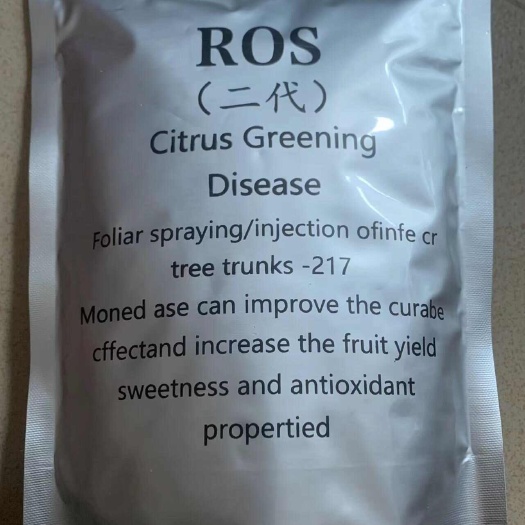 ROS
（二代）
Citrus Greening
Disease
Foliar spraying/injection ofinfe cr
tree trunks -217
Moned ase can improve the curabe
cffectand increase the fruit yield
sweetness and antioxidant
propertied